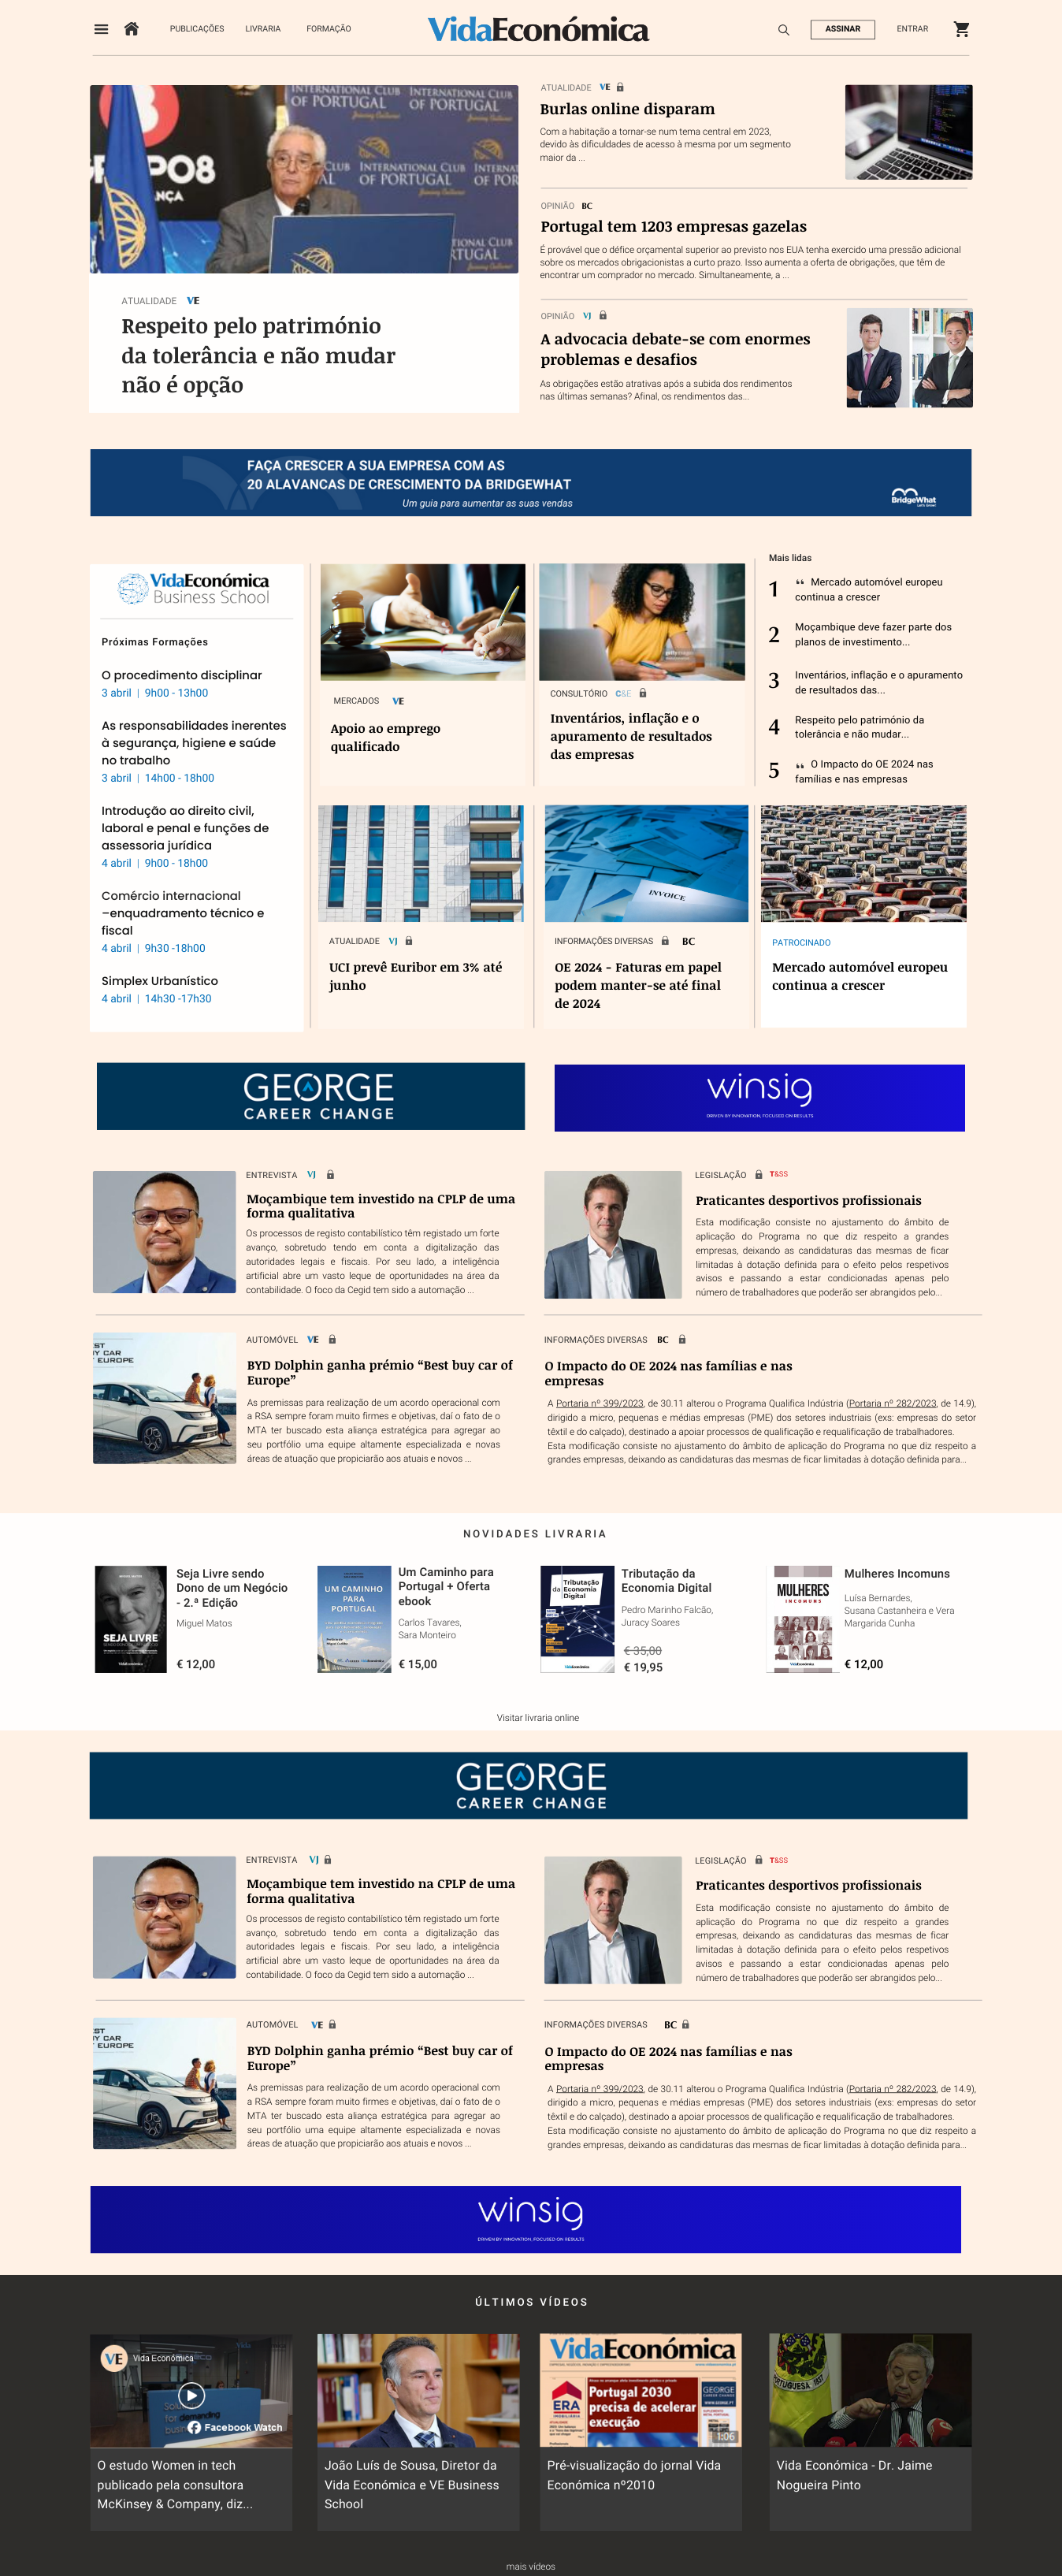 PUBLICAÇÕES
LIVRARIA
FORMAÇÃO
VidaEconómica
ASSINAR
ENTRAR
INTERNATIONAL CLUB
OF PORTUGAL
INTERNATIONAL CLUB
OF PORTUGAL
INTERNATIONAL CLUB
OF PORTUGAL
ATUALIDADE VE
Respeito pelo património
da tolerância e não mudar
não é opção
ATUALIDADE VE
Burlas online disparam
Com a habitação a tornar-se num tema central em 2023,
devido às dificuldades de acesso à mesma por um segmento
maior da ...
OPINIÃO BC
Portugal tem 1203 empresas gazelas
É provável que o défice orçamental superior ao previsto nos EUA tenha exercido uma pressão adicional
sobre os mercados obrigacionistas a curto prazo. Isso aumenta a oferta de obrigações, que têm de
encontrar um comprador no mercado. Simultaneamente, a ...
OPINIÃO VJ
A advocacia debate-se com enormes
problemas e desafios
As obrigações estão atrativas após a subida dos rendimentos
nas últimas semanas? Afinal, os rendimentos das...
FAÇA CRESCER A SUA EMPRESA COM AS
20 ALAVANCAS DE CRESCIMENTO DA BRIDGEWHAT
Um guia para aumentar as suas vendas
BridgeWhat
VidaEconómica
Business School
Próximas Formações
O procedimento disciplinar
3 abril | 9h00 - 13h00
As responsabilidades inerentes
à segurança, higiene e saúde
no trabalho
3 abril | 14h00 - 18h00
Introdução ao direito civil,
laboral e penal e funções de
assessoria jurídica
4 abril | 9h00 - 18h00
Comércio internacional
–enquadramento técnico e
fiscal
4 abril | 9h30 -18h00
Simplex Urbanístico
4 abril | 14h30 -17h30
MERCADOS VE
Apoio ao emprego
qualificado
CONSULTÓRIO C&E
Inventários, inflação e o
apuramento de resultados
das empresas
Mais lidas
1 “ Mercado automóvel europeu
continua a crescer
2 Moçambique deve fazer parte dos
planos de investimento...
3 Inventários, inflação e o apuramento
de resultados das...
4 Respeito pelo património da
tolerância e não mudar...
5 “ O Impacto do OE 2024 nas
famílias e nas empresas
ATUALIDADE VJ
UCI prevê Euribor em 3% até
junho
INVOICE
INFORMAÇÕES DIVERSAS BC
OE 2024 - Faturas em papel
podem manter-se até final
de 2024
PATROCINADO
Mercado automóvel europeu
continua a crescer
GEORGE
CAREER CHANGE
winsig
DRIVEN BY INNOVATION, FOCUSED ON RESULTS
ENTREVISTA VJ
Moçambique tem investido na CPLP de uma
forma qualitativa
Os processos de registo contabilístico têm registado um forte
avanço, sobretudo tendo em conta a digitalização das
autoridades legais e fiscais. Por seu lado, a inteligência
artificial abre um vasto leque de oportunidades na área da
contabilidade. O foco da Cegid tem sido a automação ...
LEGISLAÇÃO T&SS
Praticantes desportivos profissionais
Esta modificação consiste no ajustamento do âmbito de
aplicação do Programa no que diz respeito a grandes
empresas, deixando as candidaturas das mesmas de ficar
limitadas à dotação definida para o efeito pelos respetivos
avisos e passando a estar condicionadas apenas pelo
número de trabalhadores que poderão ser abrangidos pelo...
AUTOMÓVEL VE
BYD Dolphin ganha prémio “Best buy car of
Europe”
As premissas para realização de um acordo operacional com
a RSA sempre foram muito firmes e objetivas, daí o fato de o
MTA ter buscado esta aliança estratégica para agregar ao
seu portfólio uma equipe altamente especializada e novas
áreas de atuação que propiciarão aos atuais e novos ...
INFORMAÇÕES DIVERSAS BC
O Impacto do OE 2024 nas famílias e nas
empresas
A Portaria nº 399/2023, de 30.11 alterou o Programa Qualifica Indústria (Portaria nº 282/2023, de 14.9),
dirigido a micro, pequenas e médias empresas (PME) dos setores industriais (exs: empresas do setor
têxtil e do calçado), destinado a apoiar processos de qualificação e requalificação de trabalhadores.
Esta modificação consiste no ajustamento do âmbito de aplicação do Programa no que diz respeito a
grandes empresas, deixando as candidaturas das mesmas de ficar limitadas à dotação definida para...
NOVIDADES LIVRARIA
SEJA LIVRE
Seja Livre sendo
Dono de um Negócio
- 2.ª Edição
Miguel Matos
€ 12,00
UM CAMINHO
PARA
PORTUGAL
Um Caminho para
Portugal + Oferta
ebook
Carlos Tavares,
Sara Monteiro
€ 15,00
Tributação
da Economia
Digital
Tributação da
Economia Digital
Pedro Marinho Falcão,
Juracy Soares
€ 35,00
€ 19,95
MULHERES
INCOMUNS
Mulheres Incomuns
Luísa Bernardes,
Susana Castanheira e Vera
Margarida Cunha
€ 12,00
Visitar livraria online
GEORGE
CAREER CHANGE
ENTREVISTA VJ
Moçambique tem investido na CPLP de uma
forma qualitativa
Os processos de registo contabilístico têm registado um forte
avanço, sobretudo tendo em conta a digitalização das
autoridades legais e fiscais. Por seu lado, a inteligência
artificial abre um vasto leque de oportunidades na área da
contabilidade. O foco da Cegid tem sido a automação ...
LEGISLAÇÃO T&SS
Praticantes desportivos profissionais
Esta modificação consiste no ajustamento do âmbito de
aplicação do Programa no que diz respeito a grandes
empresas, deixando as candidaturas das mesmas de ficar
limitadas à dotação definida para o efeito pelos respetivos
avisos e passando a estar condicionadas apenas pelo
número de trabalhadores que poderão ser abrangidos pelo...
AUTOMÓVEL VE
BYD Dolphin ganha prémio “Best buy car of
Europe”
As premissas para realização de um acordo operacional com
a RSA sempre foram muito firmes e objetivas, daí o fato de o
MTA ter buscado esta aliança estratégica para agregar ao
seu portfólio uma equipe altamente especializada e novas
áreas de atuação que propiciarão aos atuais e novos ...
INFORMAÇÕES DIVERSAS BC
O Impacto do OE 2024 nas famílias e nas
empresas
A Portaria nº 399/2023, de 30.11 alterou o Programa Qualifica Indústria (Portaria nº 282/2023, de 14.9),
dirigido a micro, pequenas e médias empresas (PME) dos setores industriais (exs: empresas do setor
têxtil e do calçado), destinado a apoiar processos de qualificação e requalificação de trabalhadores.
Esta modificação consiste no ajustamento do âmbito de aplicação do Programa no que diz respeito a
grandes empresas, deixando as candidaturas das mesmas de ficar limitadas à dotação definida para...
winsig
DRIVEN BY INNOVATION, FOCUSED ON RESULTS
ÚLTIMOS VÍDEOS
VE Vida Económica
Facebook Watch
O estudo Women in tech
publicado pela consultora
McKinsey & Company, diz...
João Luís de Sousa, Diretor da
Vida Económica e VE Business
School
VidaEconómica
ERA
Portugal 2030
precisa de acelerar
execução
GEORGE
1:06
Pré-visualização do jornal Vida
Económica nº2010
Vida Económica - Dr. Jaime
Nogueira Pinto
mais vídeos